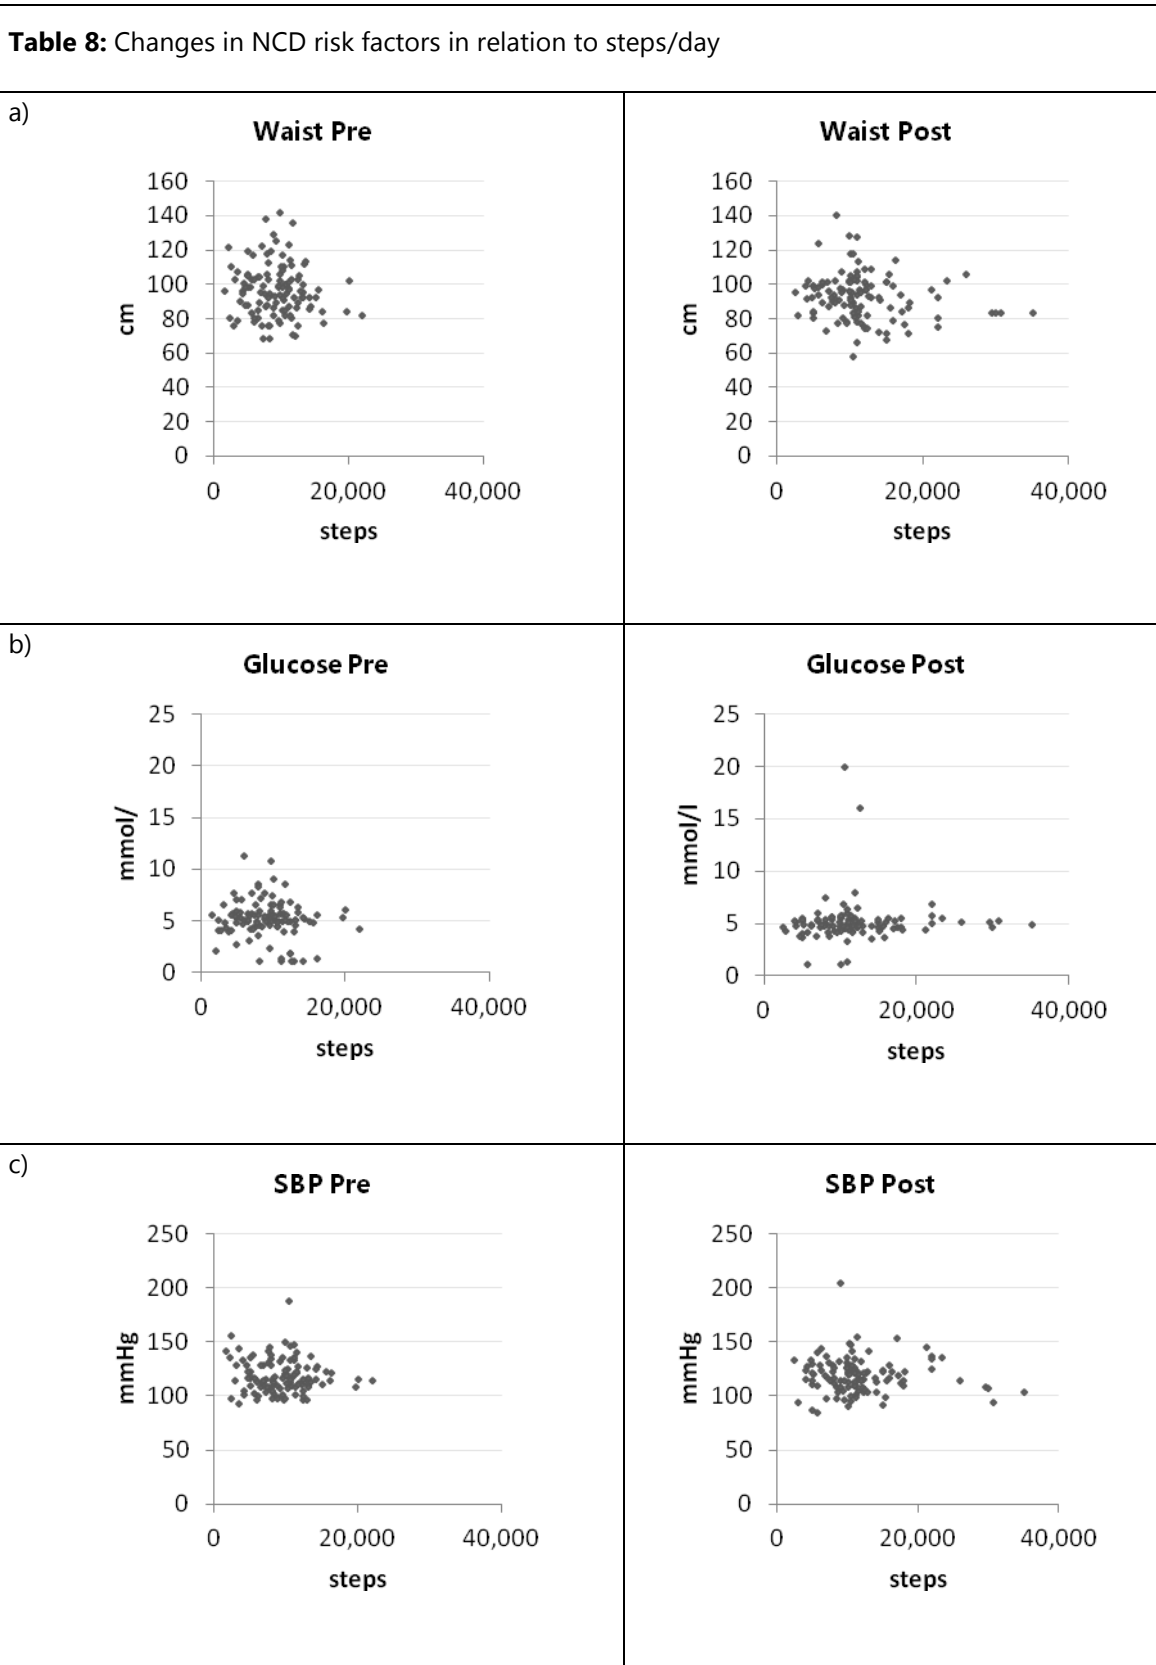 Table 8: Changes in NCD risk factors in relation to steps/day
a)
Waist Pre
160
140
120
100
80
60
40
20
0
cm
0 20,000 40,000
steps
Waist Post
160
140
120
100
80
60
40
20
0
cm
0 20,000 40,000
steps
b)
Glucose Pre
25
20
15
10
5
0
mmol/
0 20,000 40,000
steps
Glucose Post
25
20
15
10
5
0
mmol/l
0 20,000 40,000
steps
c)
SBP Pre
250
200
150
100
50
0
mmHg
0 20,000 40,000
steps
SBP Post
250
200
150
100
50
0
mmHg
0 20,000 40,000
steps